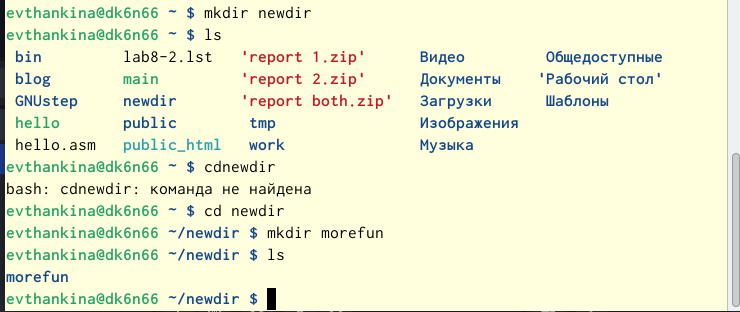 evthankina@dk6n66 ~ $ mkdir newdir
evthankina@dk6n66 ~ $ ls
bin lab8-2.lst 'report 1.zip' Видео Общедоступные
blog main 'report 2.zip' Документы 'Рабочий стол'
GNUstep newdir 'report both.zip' Загрузки Шаблоны
hello public tmp Изображения
hello.asm public_html work Музыка
evthankina@dk6n66 ~ $ cdnewdir
bash: cdnewdir: команда не найдена
evthankina@dk6n66 ~ $ cd newdir
evthankina@dk6n66 ~/newdir $ mkdir morefun
evthankina@dk6n66 ~/newdir $ ls
morefun
evthankina@dk6n66 ~/newdir $